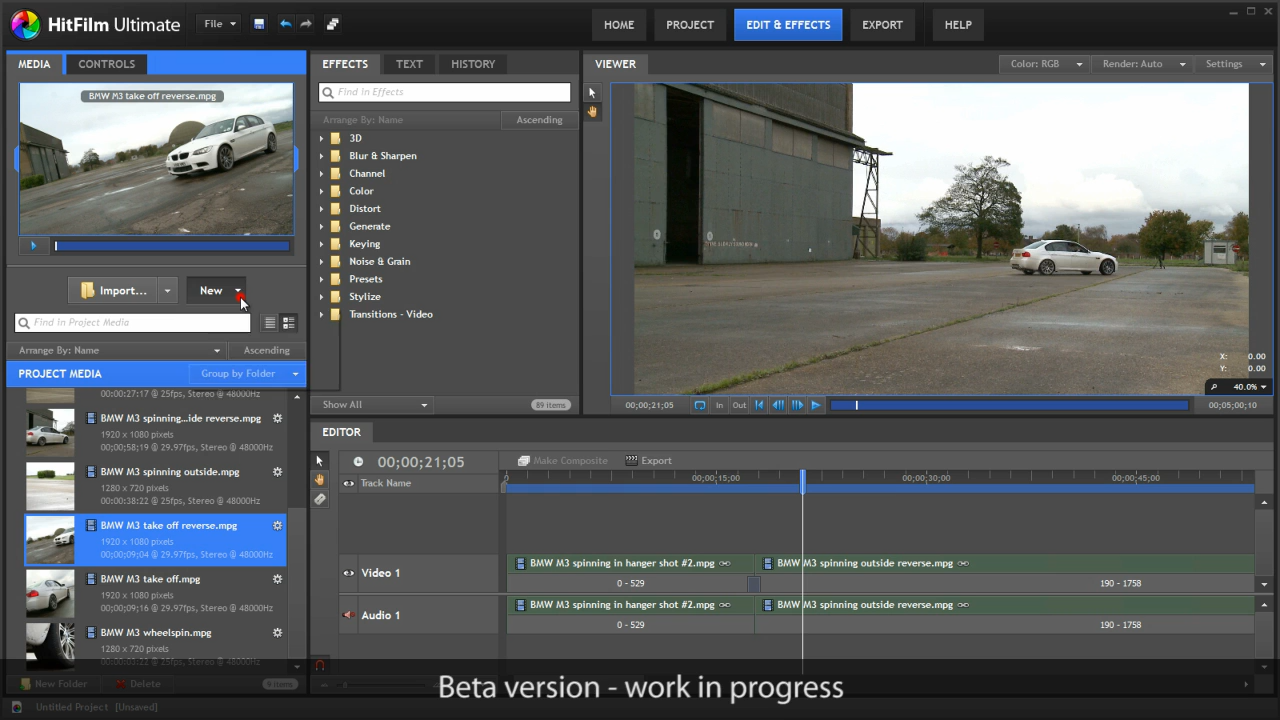 HitFilm Ultimate
File
HOME
PROJECT
EDIT & EFFECTS
EXPORT
HELP
MEDIA
CONTROLS
BMW M3 take off reverse.mpg
Import...
New
Find in Project Media
Arrange By: Name
Ascending
PROJECT MEDIA
Group by Folder
00;00:27:17 @ 25fps, Stereo @ 48000Hz
BMW M3 spinning...ide reverse.mpg
1920 x 1080 pixels
00;00;58;19 @ 29.97fps, Stereo @ 48000Hz
BMW M3 spinning outside.mpg
1280 x 720 pixels
00:00:38:22 @ 25fps, Stereo @ 48000Hz
BMW M3 take off reverse.mpg
1920 x 1080 pixels
00;00;09;04 @ 29.97fps, Stereo @ 48000Hz
BMW M3 take off.mpg
1920 x 1080 pixels
00;00;09;16 @ 29.97fps, Stereo @ 48000Hz
BMW M3 wheelspin.mpg
1280 x 720 pixels
00:00:03:22 @ 25fps, Stereo @ 48000Hz
New Folder
Delete
9 items
Untitled Project [Unsaved]
EFFECTS
TEXT
HISTORY
Find in Effects
Arrange By: Name
Ascending
3D
Blur & Sharpen
Channel
Color
Distort
Generate
Keying
Noise & Grain
Presets
Stylize
Transitions - Video
Show All
89 items
VIEWER
Color: RGB
Render: Auto
Settings
X: 0.00
Y: 0.00
40.0%
00;00;21;05
In
Out
00;05;00;10
EDITOR
00;00;21;05
Make Composite
Export
Track Name
0
00;00;15;00
00;00;30;00
00;00;45;00
Video 1
BMW M3 spinning in hanger shot #2.mpg
BMW M3 spinning outside reverse.mpg
0 - 529
190 - 1758
Audio 1
BMW M3 spinning in hanger shot #2.mpg
BMW M3 spinning outside reverse.mpg
0 - 529
190 - 1758
Beta version - work in progress